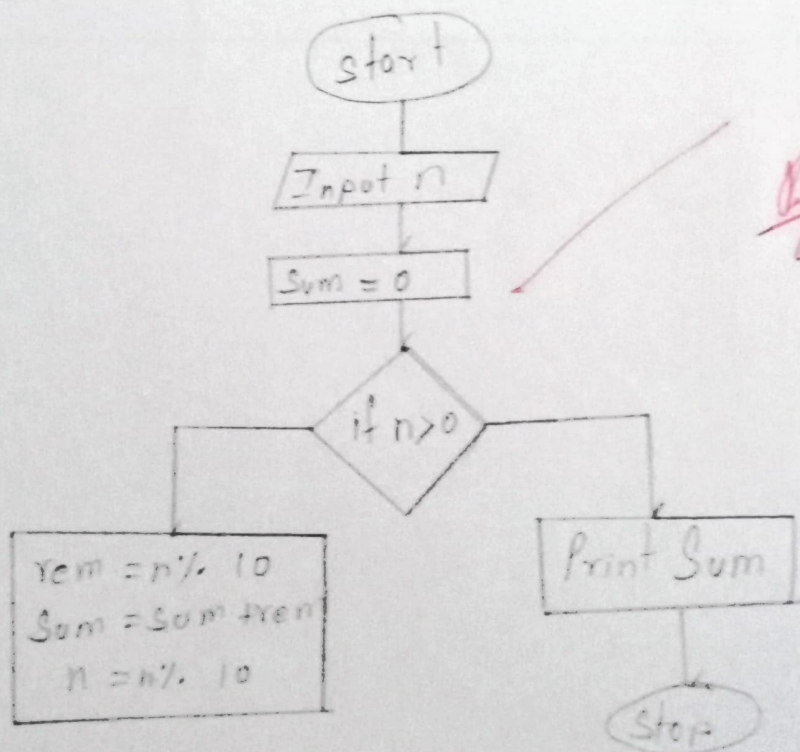 start
Input n
Sum = 0
if n>0
rem = n% 10
Sum = sum + rem
n = n% 10
Print Sum
Stop